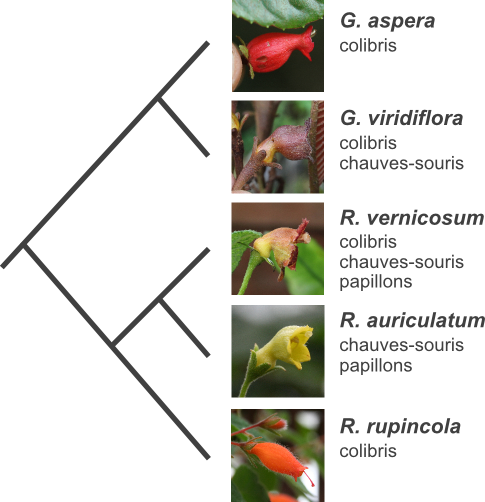 G. aspera
colibris
G. viridiflora
colibris
chauves-souris
R. vernicosum
colibris
chauves-souris
papillons
R. auriculatum
chauves-souris
papillons
R. rupincola
colibris